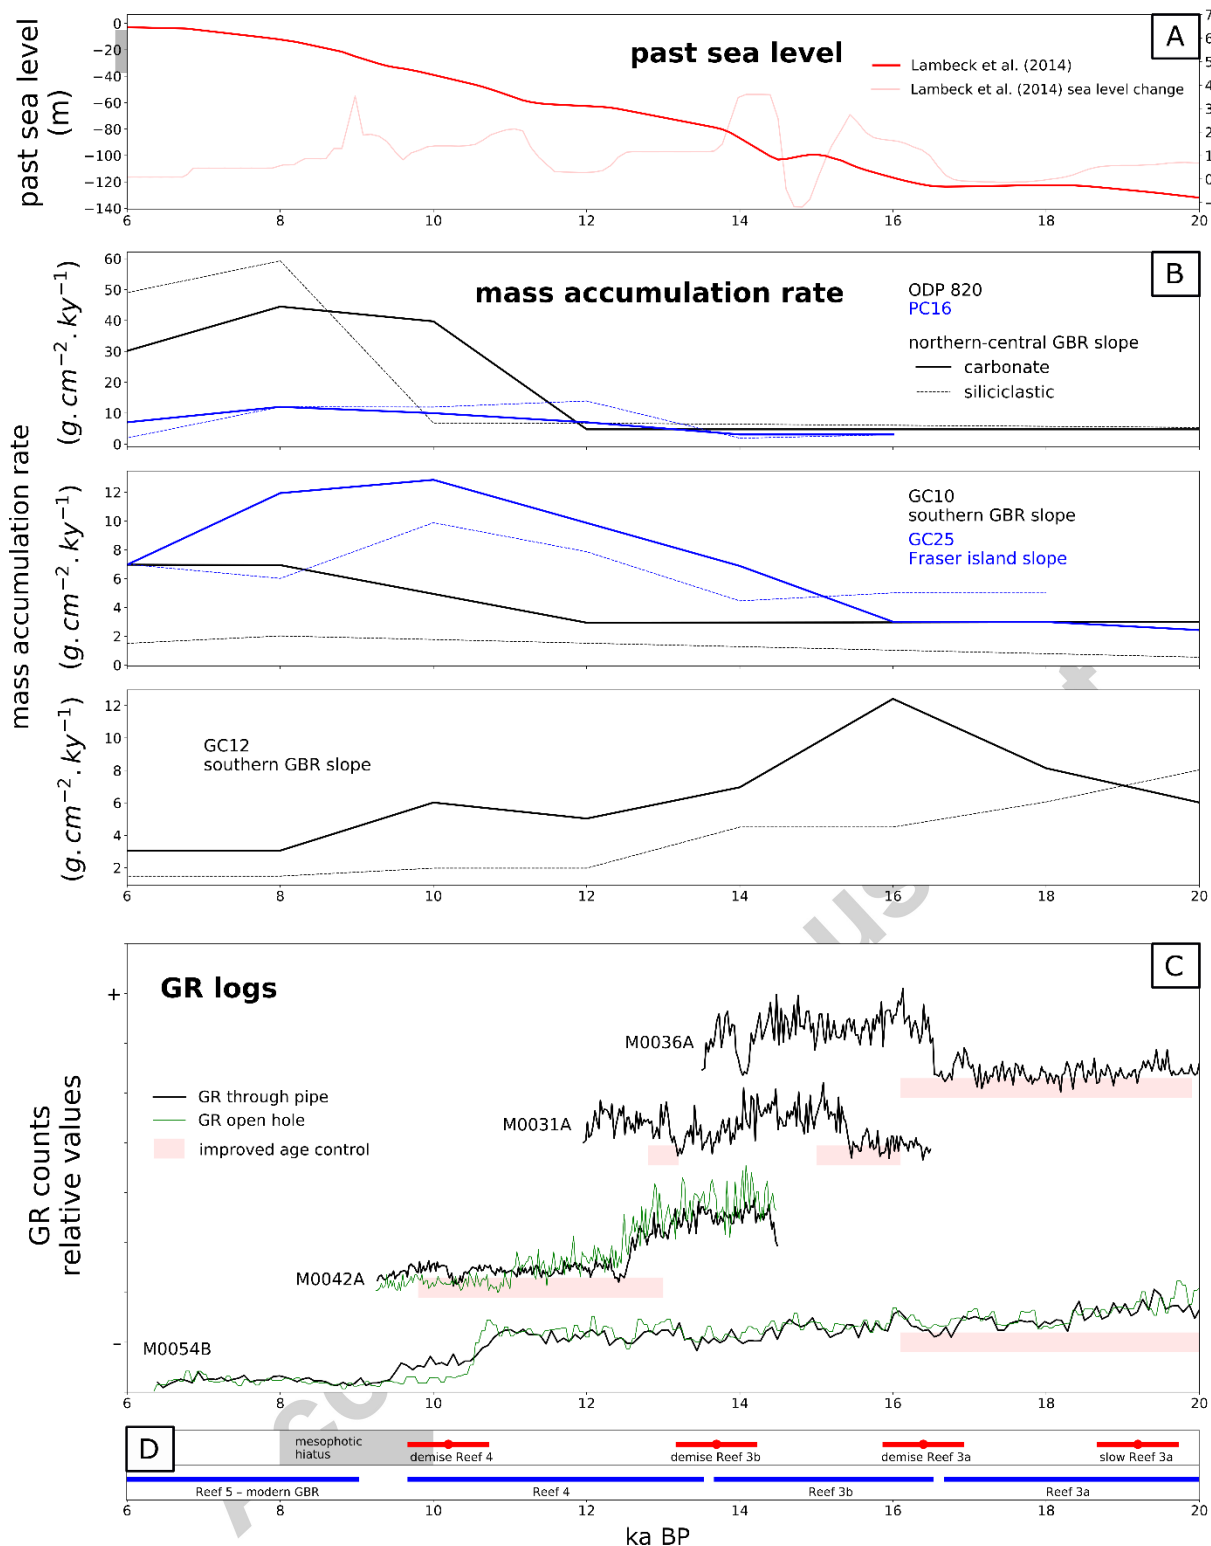 A
past sea level
Lambeck et al. (2014)
Lambeck et al. (2014) sea level change
past sea level
(m)
0
−20
−40
−60
−80
−100
−120
−140
7
6
5
4
3
2
1
0
6 8 10 12 14 16 18 20
B
mass accumulation rate
ODP 820
PC16
northern-central GBR slope
carbonate
siliciclastic
(g.cm⁻².ky⁻¹)
60
50
40
30
20
10
0
mass accumulation rate
GC10
southern GBR slope
GC25
Fraser island slope
(g.cm⁻².ky⁻¹)
12
10
8
6
4
2
0
GC12
southern GBR slope
(g.cm⁻².ky⁻¹)
12
10
8
6
4
2
6 8 10 12 14 16 18 20
C
GR logs
+
−
GR counts
relative values
M0036A
GR through pipe
GR open hole
improved age control
M0031A
M0042A
M0054B
6 8 10 12 14 16 18 20
D
mesophotic
hiatus
demise Reef 4
demise Reef 3b
demise Reef 3a
slow Reef 3a
Reef 5 – modern GBR
Reef 4
Reef 3b
Reef 3a
6 8 10 12 14 16 18 20
ka BP